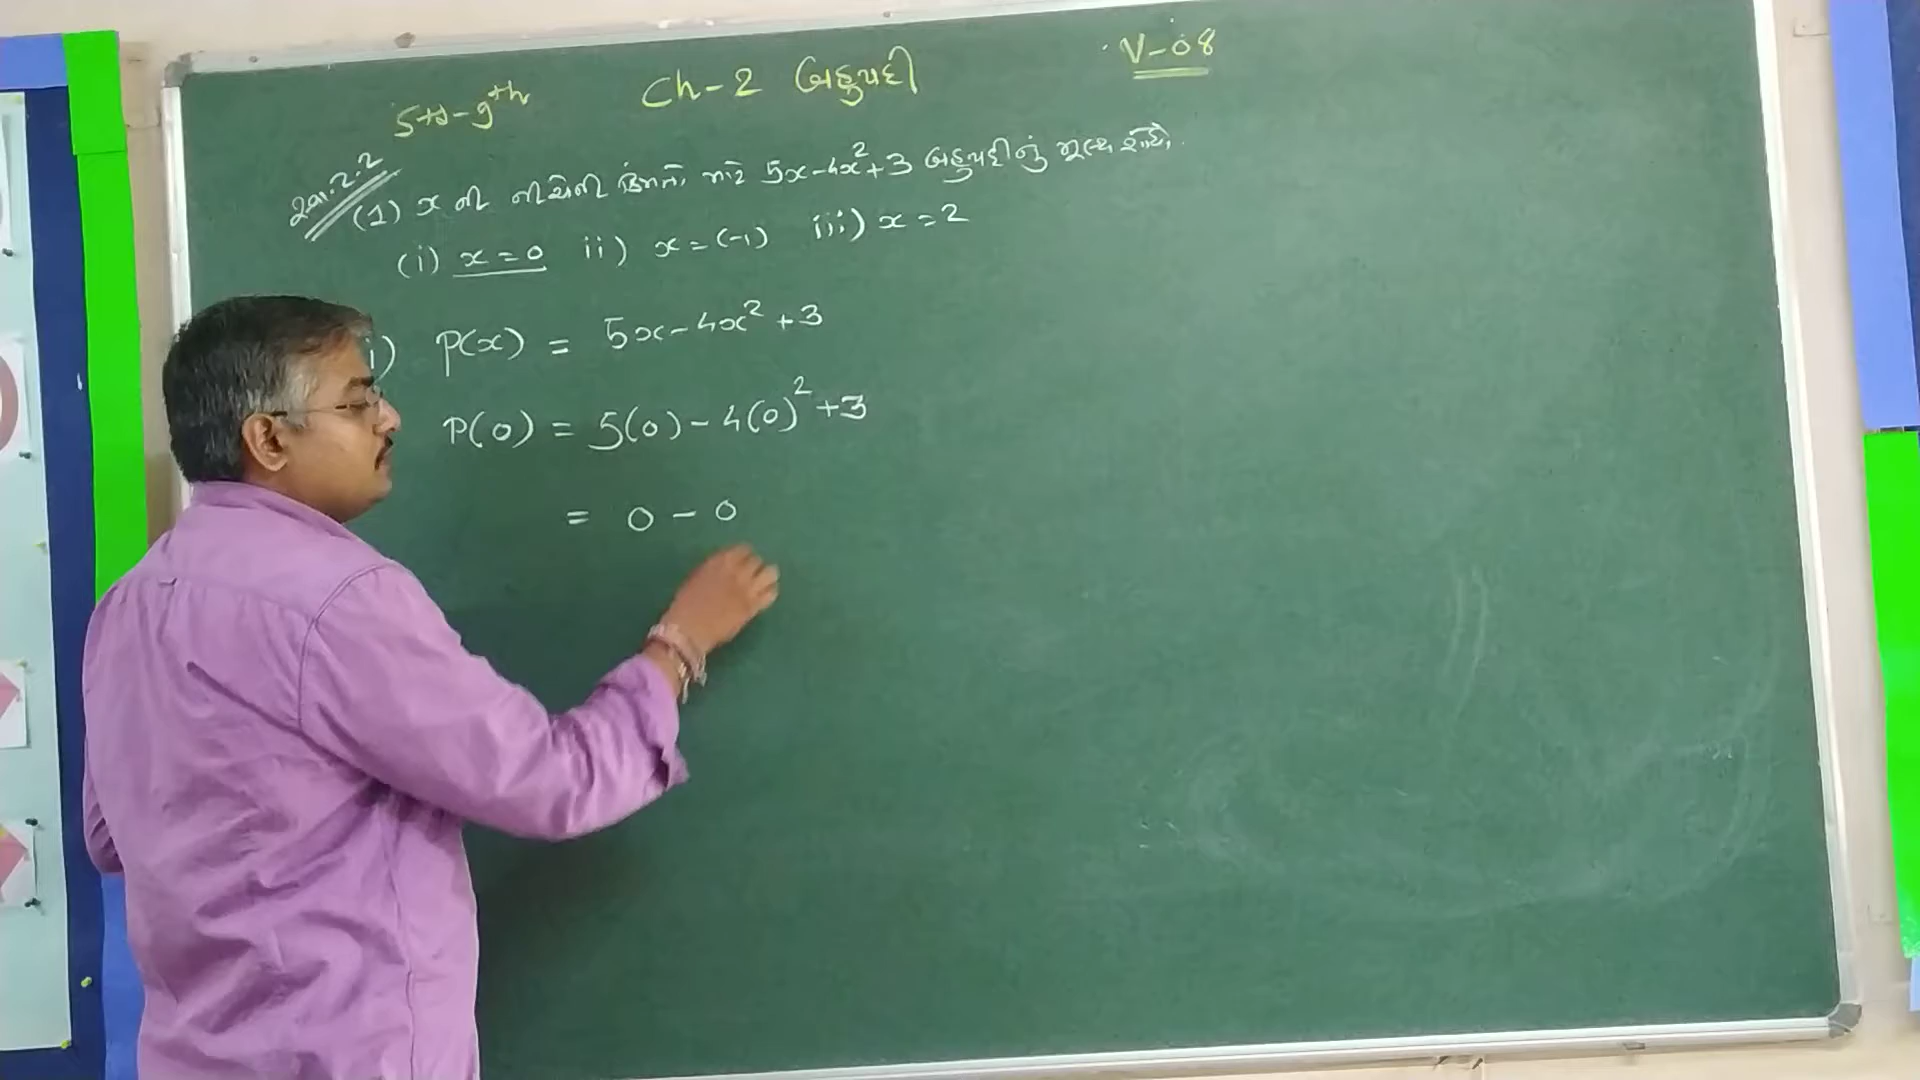 Std-9th Ch-2 બહુપદી V-08
સ્વા.2.2
(1) x ની નીચેની કિંમતો માટે 5x-4x²+3 બહુપદીનું મૂલ્ય શોધો.
(i) x=0 ii) x=(-1) iii) x=2
i) P(x) = 5x-4x²+3
P(0) = 5(0)-4(0)²+3
= 0-0